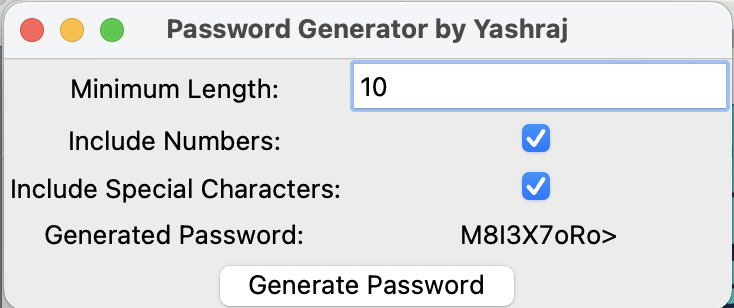 Password Generator by Yashraj
Minimum Length: 10
Include Numbers:
Include Special Characters:
Generated Password: M8I3X7oRo>
Generate Password